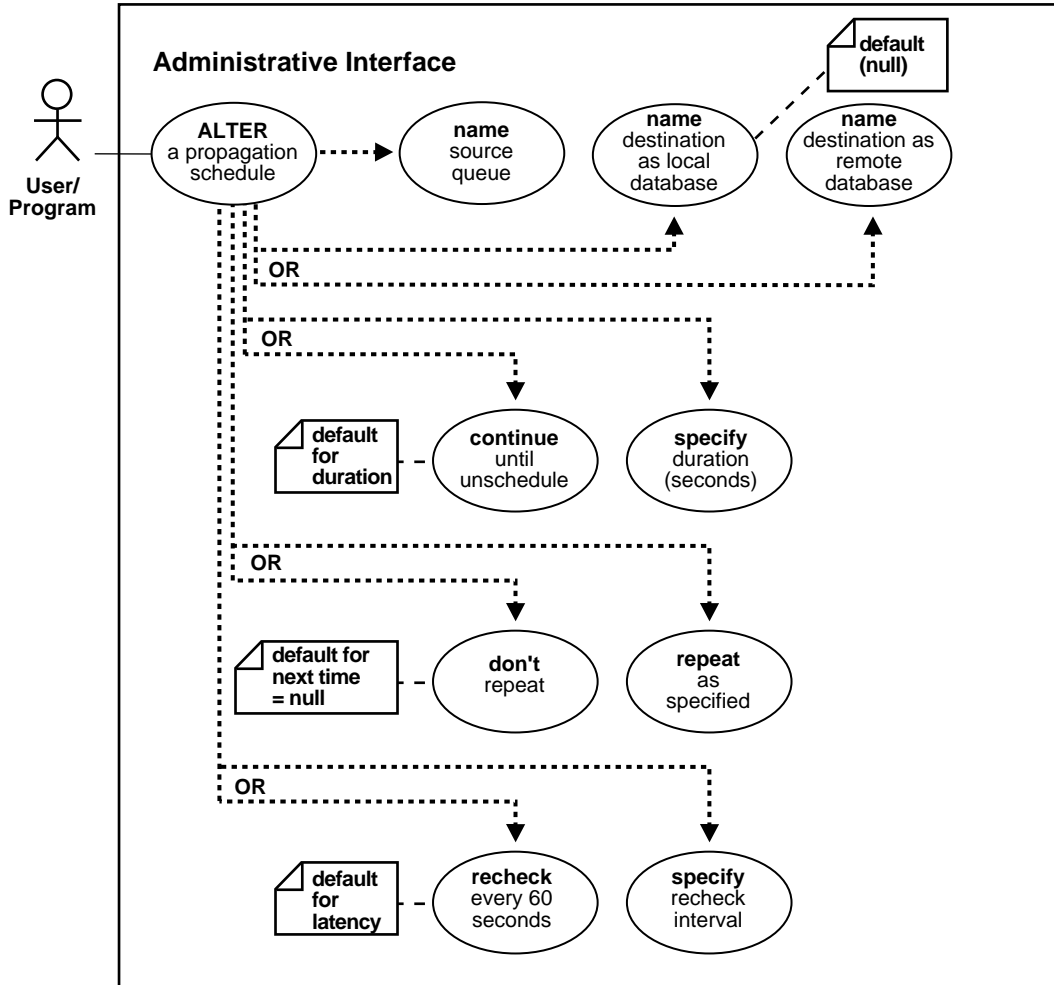 default
(null)
Administrative Interface
User/
Program
ALTER
a propagation
schedule
name
source
queue
name
destination
as local
database
name
destination as
remote
database
OR
OR
default
for
duration
continue
until
unschedule
specify
duration
(seconds)
OR
default for
next time
= null
don't
repeat
repeat
as
specified
OR
default
for
latency
recheck
every 60
seconds
specify
recheck
interval